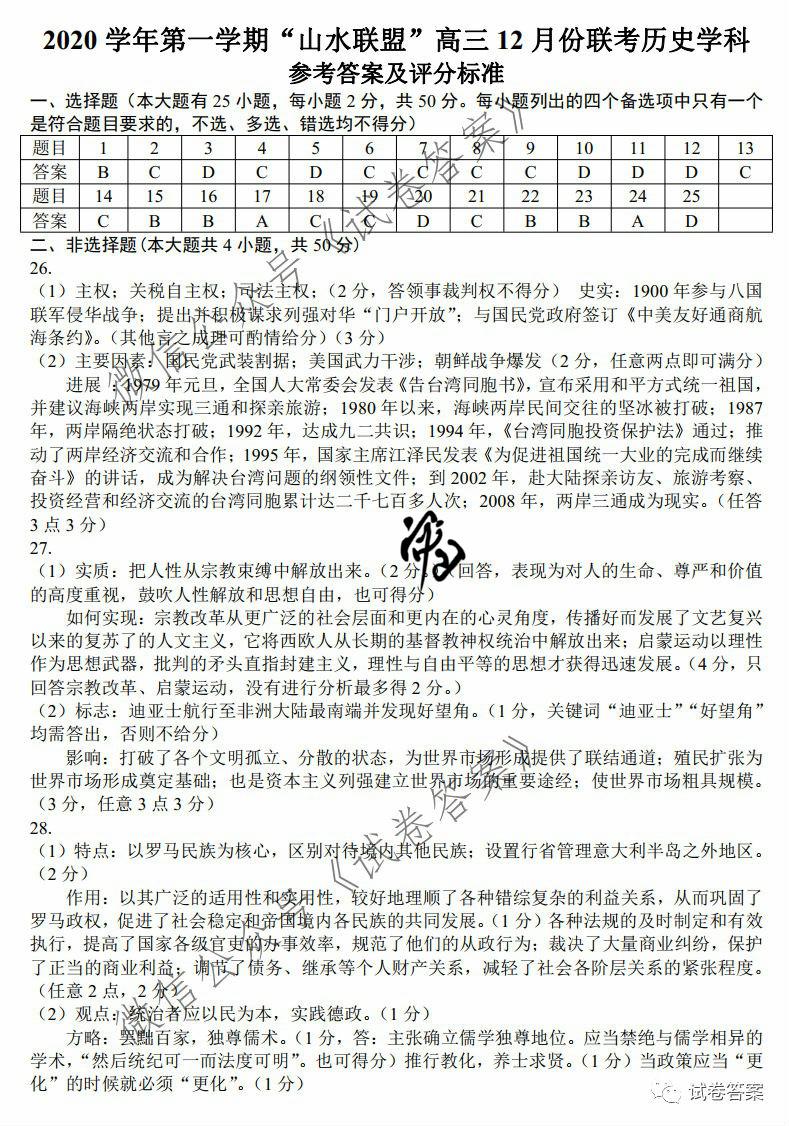 2020 学年第一学期“山水联盟”高三 12 月份联考历史学科
参考答案及评分标准
一、选择题（本大题有 25 小题，每小题 2 分，共 50 分。每小题列出的四个备选项中只有一个
是符合题目要求的，不选、多选、错选均不得分）
题目 1 2 3 4 5 6 7 8 9 10 11 12 13
答案 B C D C D C C C C D D D C
题目 14 15 16 17 18 19 20 21 22 23 24 25
答案 C B B A C C D C B B A D
二、非选择题(本大题共 4 小题，共 50 分)
26.
（1）主权；关税自主权；司法主权；（2 分，答领事裁判权不得分） 史实：1900 年参与八国
联军侵华战争；提出并积极谋求列强对华“门户开放”；与国民党政府签订《中美友好通商航
海条约》。（其他言之成理可酌情给分）（3 分）
（2）主要因素：国民党武装割据；美国武力干涉；朝鲜战争爆发（2 分，任意两点即可满分）
进展 ：1979 年元旦，全国人大常委会发表《告台湾同胞书》，宣布采用和平方式统一祖国，
并建议海峡两岸实现三通和探亲旅游；1980 年以来，海峡两岸民间交往的坚冰被打破；1987
年，两岸隔绝状态打破；1992 年，达成九二共识；1994 年，《台湾同胞投资保护法》通过；推
动了两岸经济交流和合作；1995 年，国家主席江泽民发表《为促进祖国统一大业的完成而继续
奋斗》的讲话，成为解决台湾问题的纲领性文件；到 2002 年，赴大陆探亲访友、旅游考察、
投资经营和经济交流的台湾同胞累计达二千七百多人次；2008 年，两岸三通成为现实。（任答
3 点 3 分）
27.
（1）实质：把人性从宗教束缚中解放出来。（2 分。）（回答，表现为对人的生命、尊严和价值
的高度重视，鼓吹人性解放和思想自由，也可得分）
如何实现：宗教改革从更广泛的社会层面和更内在的心灵角度，传播好而发展了文艺复兴
以来的复苏了的人文主义，它将西欧人从长期的基督教神权统治中解放出来；启蒙运动以理性
作为思想武器，批判的矛头直指封建主义，理性与自由平等的思想才获得迅速发展。（4 分，只
回答宗教改革、启蒙运动，没有进行分析最多得 2 分。）
（2）标志：迪亚士航行至非洲大陆最南端并发现好望角。（1 分，关键词“迪亚士”“好望角”
均需答出，否则不给分）
影响：打破了各个文明孤立、分散的状态，为世界市场形成提供了联结通道；殖民扩张为
世界市场形成奠定基础；也是资本主义列强建立世界市场的重要途经；使世界市场粗具规模。
（3 分，任意 3 点 3 分）
28.
（1）特点：以罗马民族为核心，区别对待境内其他民族；设置行省管理意大利半岛之外地区。
（2 分）
作用：以其广泛的适用性和实用性，较好地理顺了各种错综复杂的利益关系，从而巩固了
罗马政权，促进了社会稳定和帝国境内各民族的共同发展。（1 分）各种法规的及时制定和有效
执行，提高了国家各级官吏的办事效率，规范了他们的从政行为；裁决了大量商业纠纷，保护
了正当的商业利益；调节了债务、继承等个人财产关系，减轻了社会各阶层关系的紧张程度。
（任意 2 点，2 分）
（2）观点：统治者应以民为本，实践德政。（1 分）
方略：罢黜百家，独尊儒术。（1 分，答：主张确立儒学独尊地位。应当禁绝与儒学相异的
学术，“然后统纪可一而法度可明”。也可得分）推行教化，养士求贤。（1 分）当政策应当“更
化”的时候就必须“更化”。（1 分）
微信公众号《试卷答案》
微信公众号《试卷答案》
试卷答案